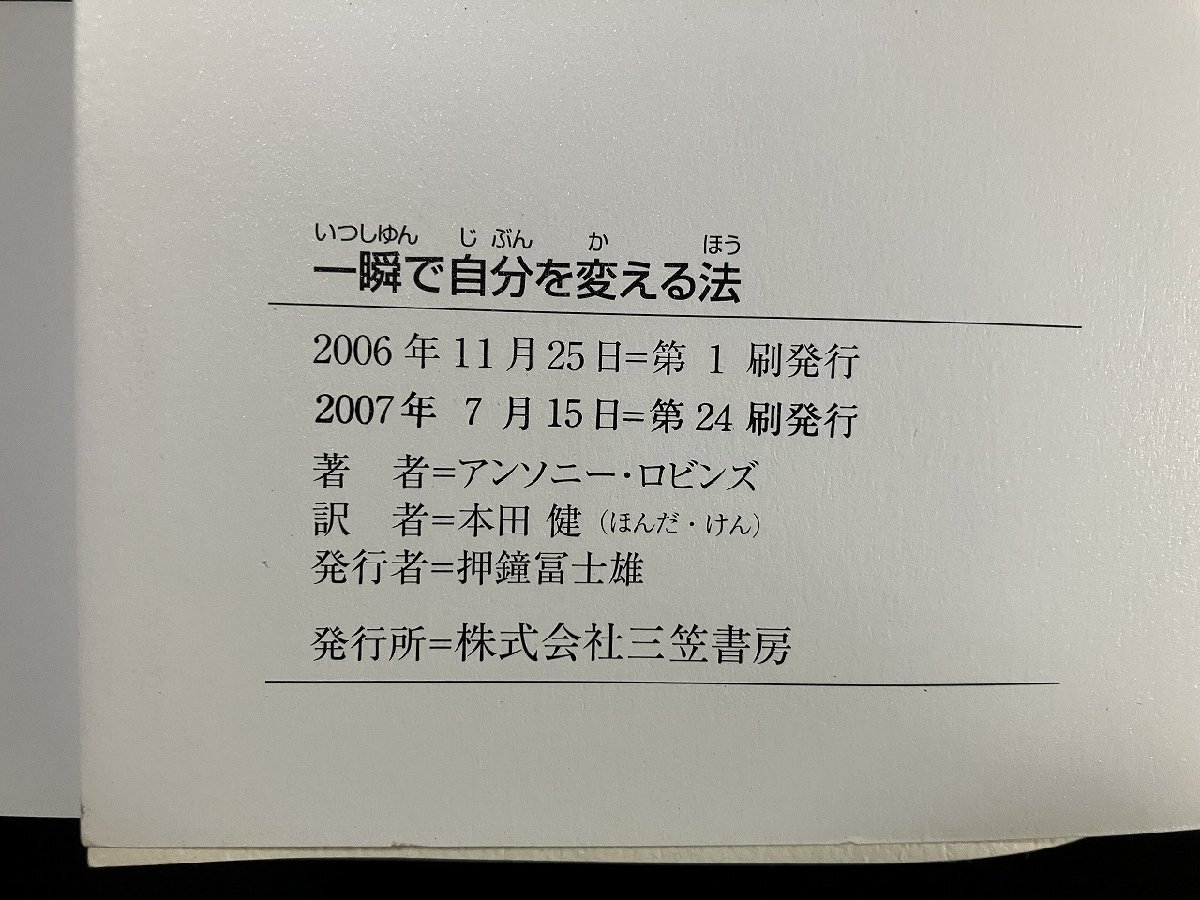 いつしゆん じ ぶん か ほう
一瞬で自分を変える法
2006年11月25日=第 1 刷発行
2007年 7 月15日=第24刷発行
著 者=アンソニー・ロビンズ
訳 者=本田 健(ほんだ・けん)
発行者=押鐘冨士雄
発行所=株式会社三笠書房